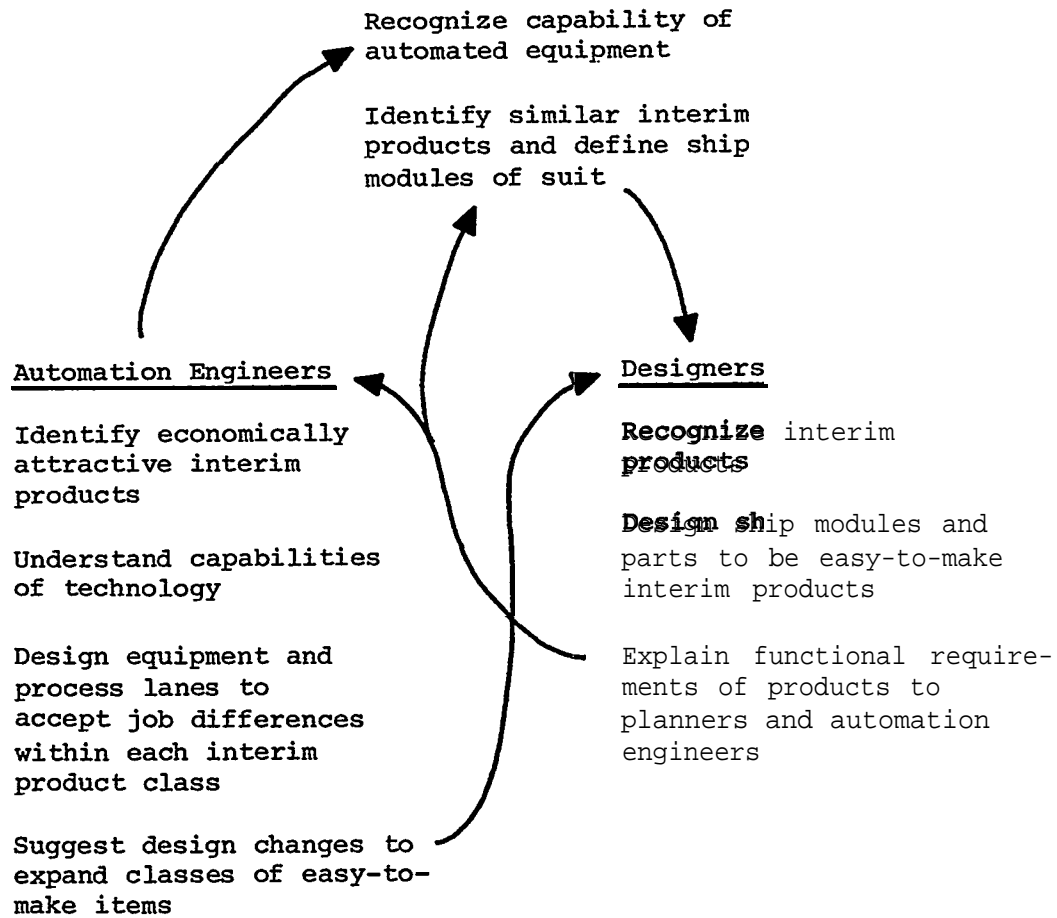 Recognize capability of
automated equipment
Identify similar interim
products and define ship
modules of suit
Automation Engineers
Identify economically
attractive interim
products
Understand capabilities
of technology
Design equipment and
process lanes to
accept job differences
within each interim
product class
Suggest design changes to
expand classes of easy-to-
make items
Designers
Recognize interim
products
Design ship modules and
parts to be easy-to-make
interim products
Explain functional require-
ments of products to
planners and automation
engineers